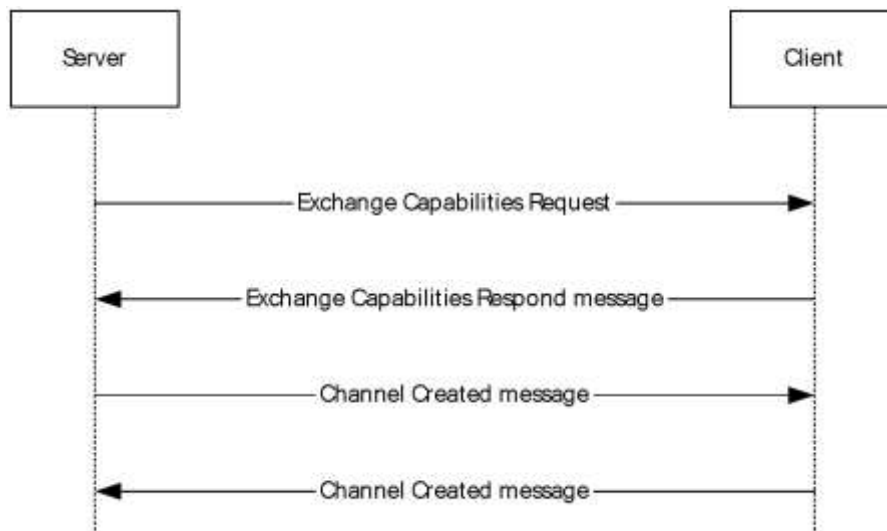 Server
Client
Exchange Capabilities Request
Exchange Capabilities Respond message
Channel Created message
Channel Created message